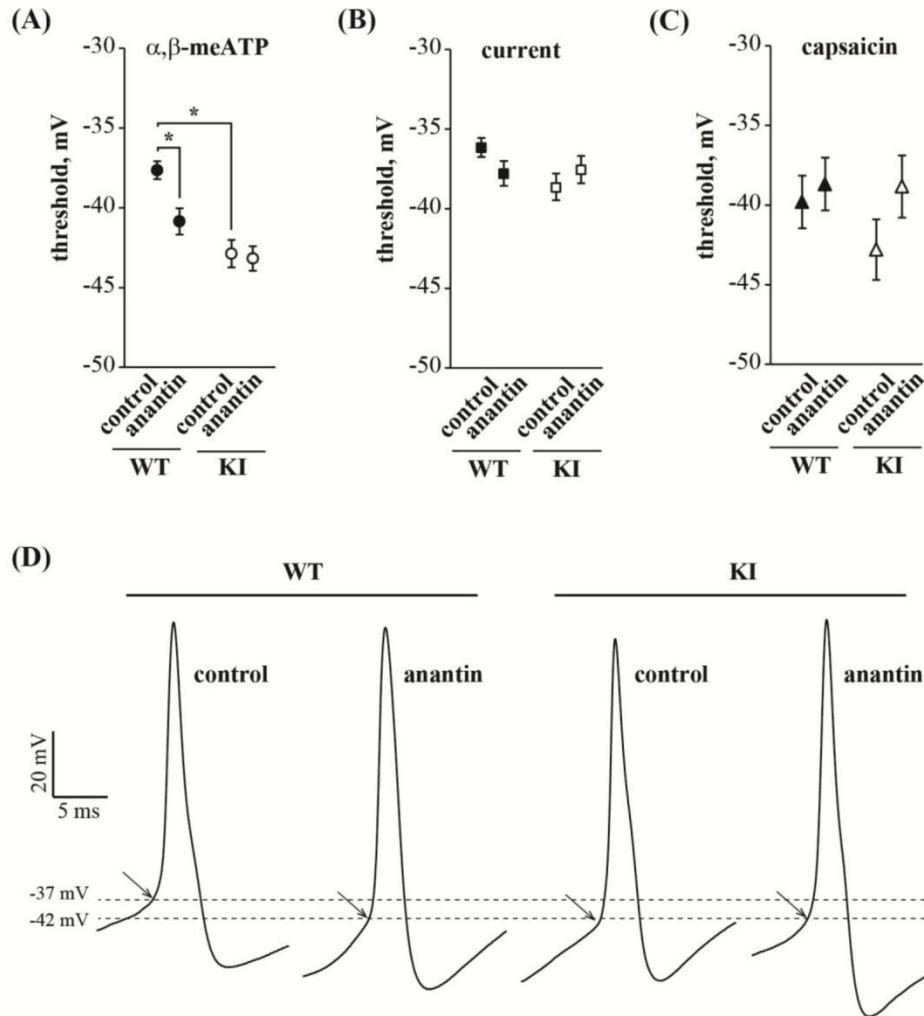 (A)
α,β-meATP
threshold, mV
-30
-35
-40
-45
-50
*
*
control
anantin
control
anantin
WT
KI
(B)
current
threshold, mV
-30
-35
-40
-45
-50
control
anantin
control
anantin
WT
KI
(C)
capsaicin
threshold, mV
-30
-35
-40
-45
-50
control
anantin
control
anantin
WT
KI
(D)
WT
KI
control
anantin
control
anantin
20 mV
5 ms
-37 mV
-42 mV